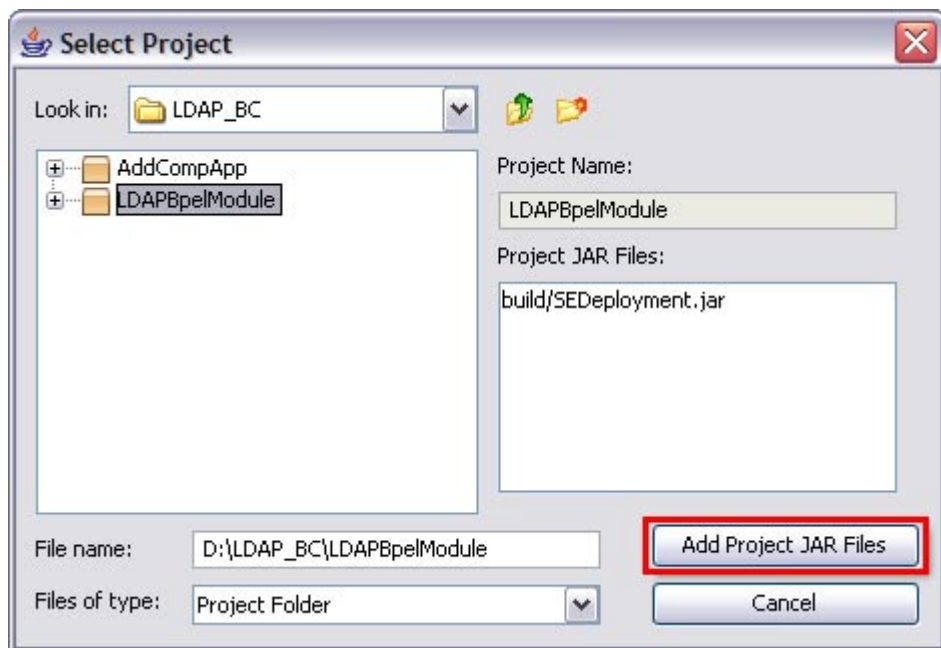 Select Project
Look in:
LDAP_BC
AddCompApp
LDAPBpelModule
Project Name:
LDAPBpelModule
Project JAR Files:
build/SEDeployment.jar
File name:
D:\LDAP_BC\LDAPBpelModule
Add Project JAR Files
Files of type:
Project Folder
Cancel